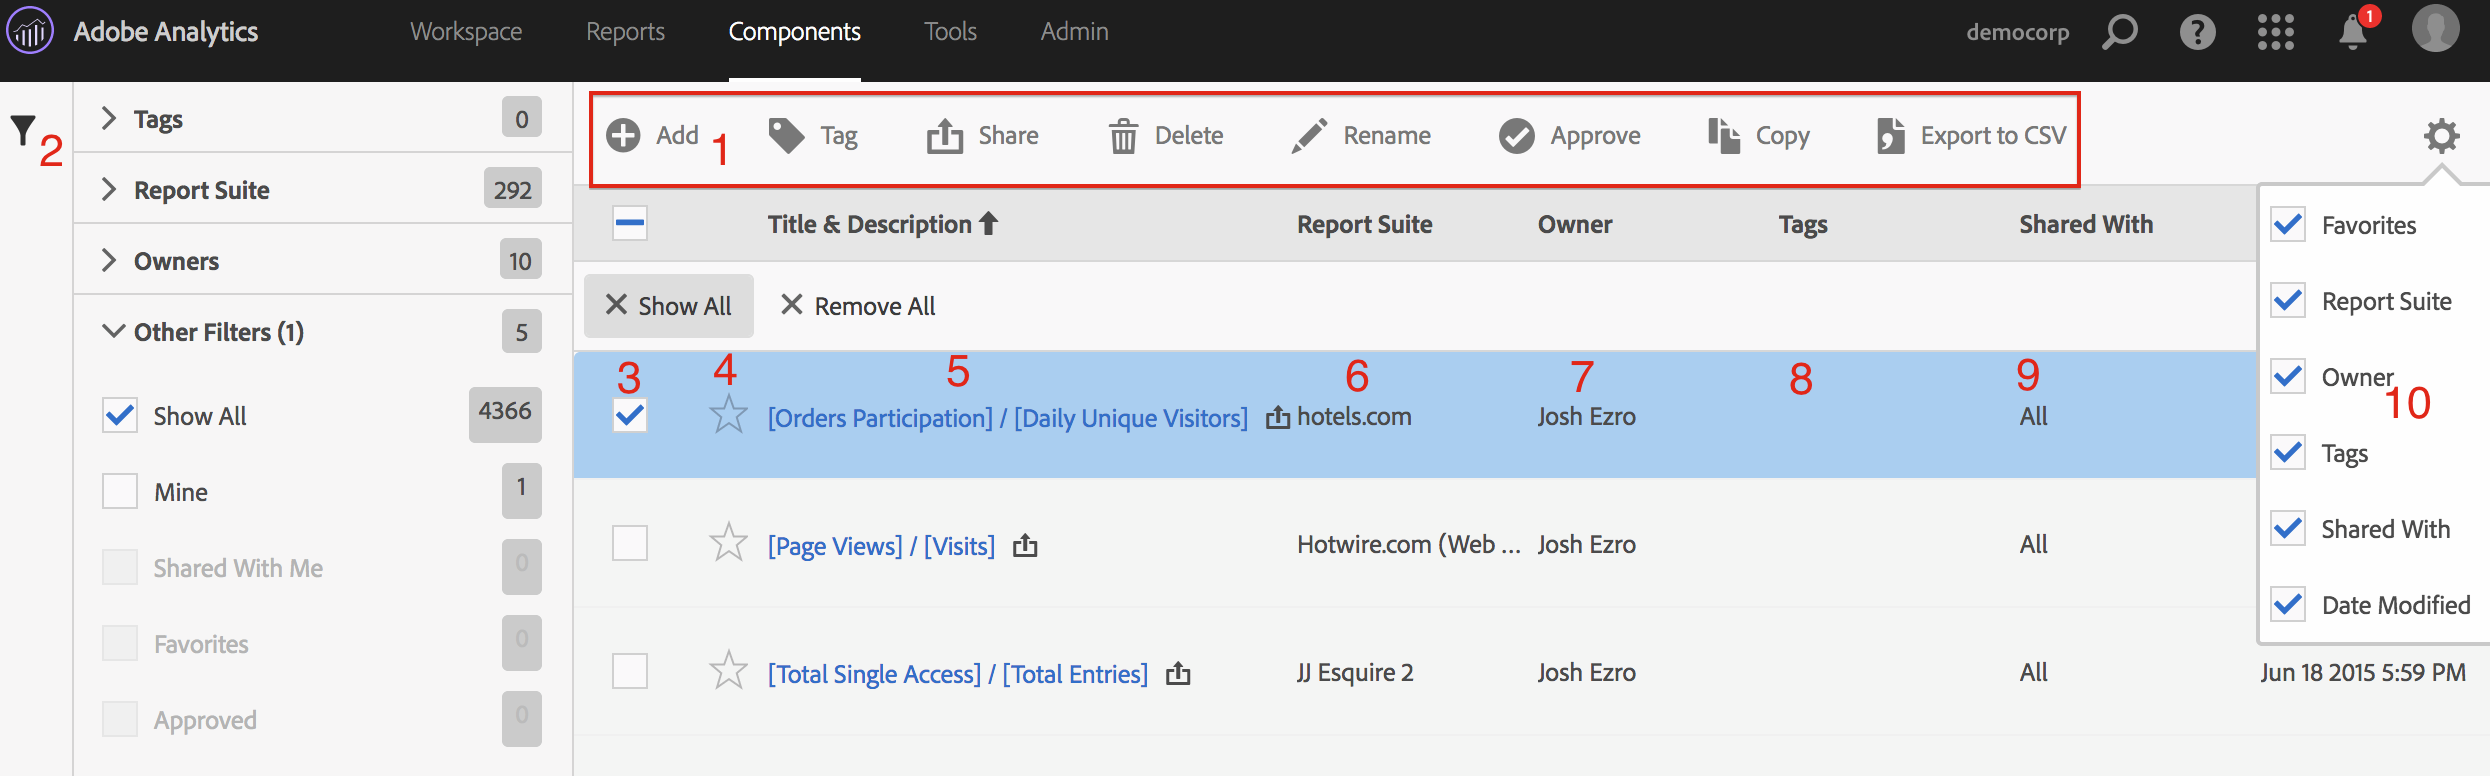 Adobe Analytics Workspace Reports Components Tools Admin democorp 1
2
Tags 0
Report Suite 292
Owners 10
Other Filters (1) 5
Show All 4366
Mine 1
Shared With Me 0
Favorites 0
Approved 0
Add 1 Tag Share Delete Rename Approve Copy Export to CSV
Title & Description Report Suite Owner Tags Shared With
Show All Remove All
3 4 5 6 7 8 9
[Orders Participation] / [Daily Unique Visitors] hotels.com Josh Ezro All
[Page Views] / [Visits] Hotwire.com (Web ... Josh Ezro All
[Total Single Access] / [Total Entries] JJ Esquire 2 Josh Ezro All Jun 18 2015 5:59 PM
Favorites
Report Suite
Owner
10
Tags
Shared With
Date Modified